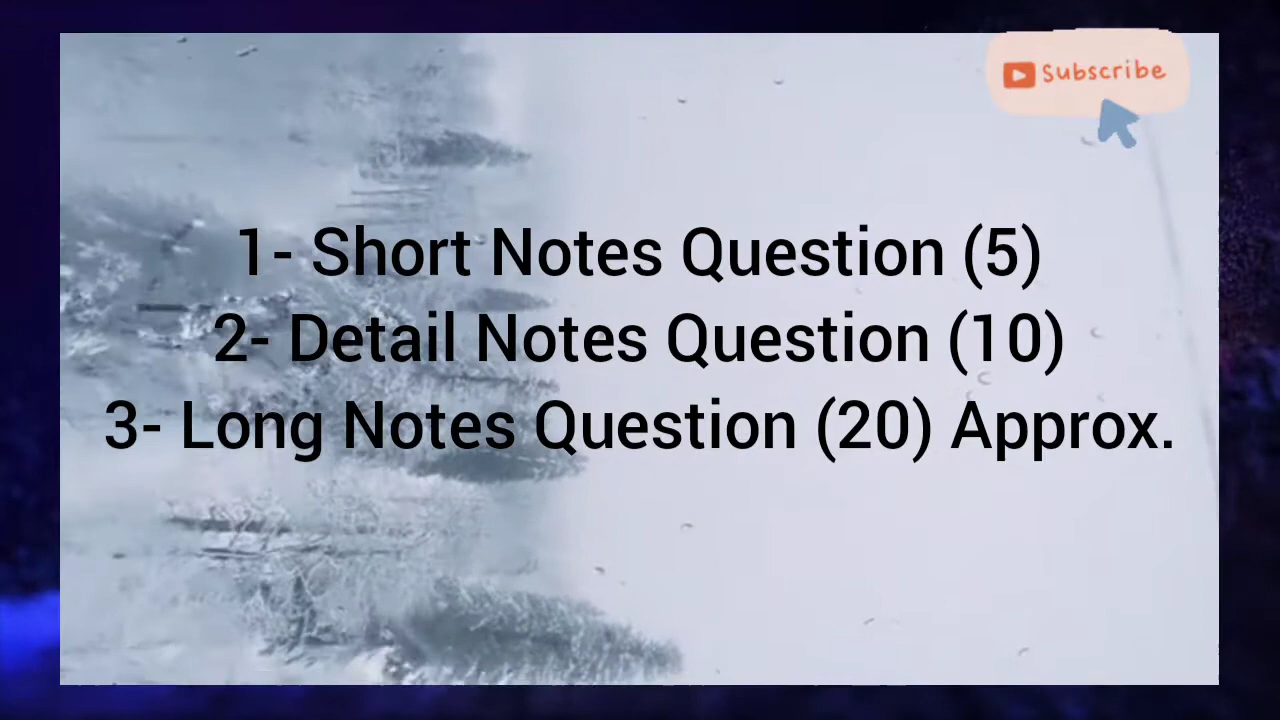 Subscribe
1- Short Notes Question (5)
2- Detail Notes Question (10)
3- Long Notes Question (20) Approx.